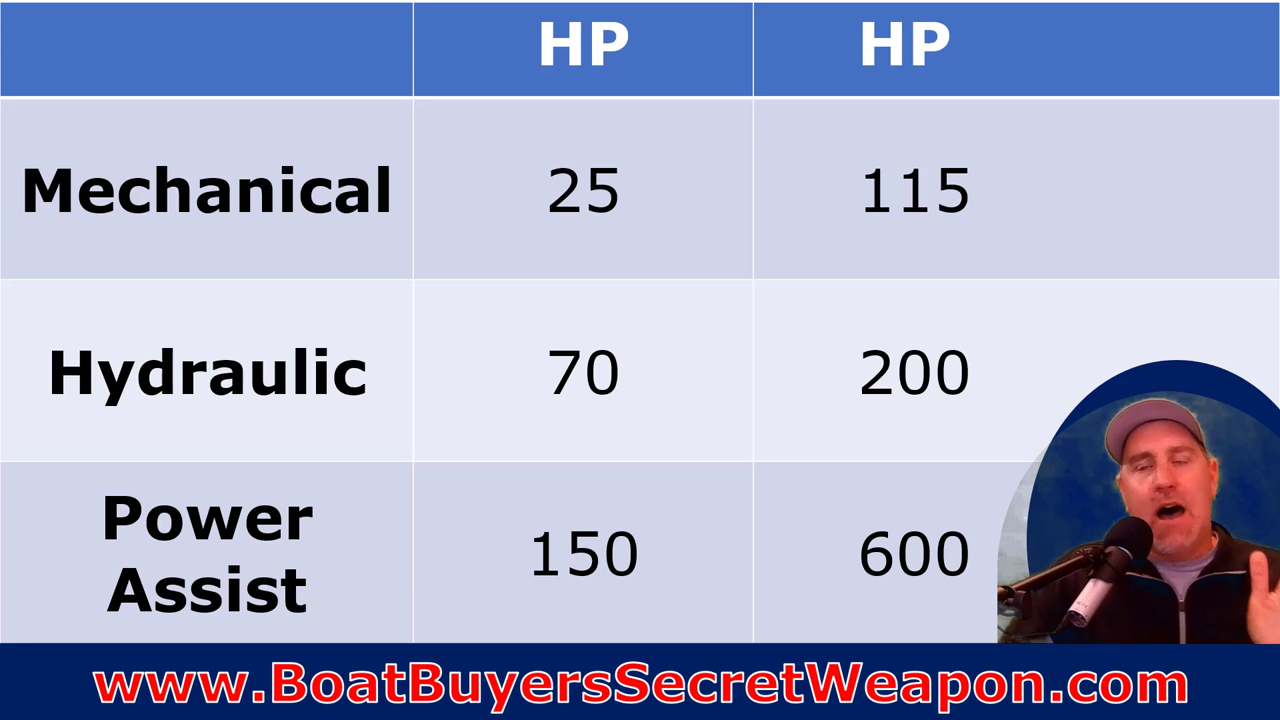 HP HP
Mechanical 25 115
Hydraulic 70 200
Power
Assist 150 600
www.BoatBuyersSecretWeapon.com